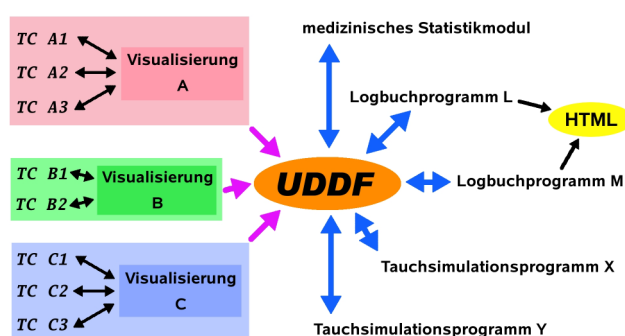 medizinisches Statistikmodul
TC A1
TC A2
TC A3
Visualisierung
A
Logbuchprogramm L
HTML
TC B1
TC B2
Visualisierung
B
UDDF
Logbuchprogramm M
TC C1
TC C2
TC C3
Visualisierung
C
Tauchsimulationsprogramm X
Tauchsimulationsprogramm Y